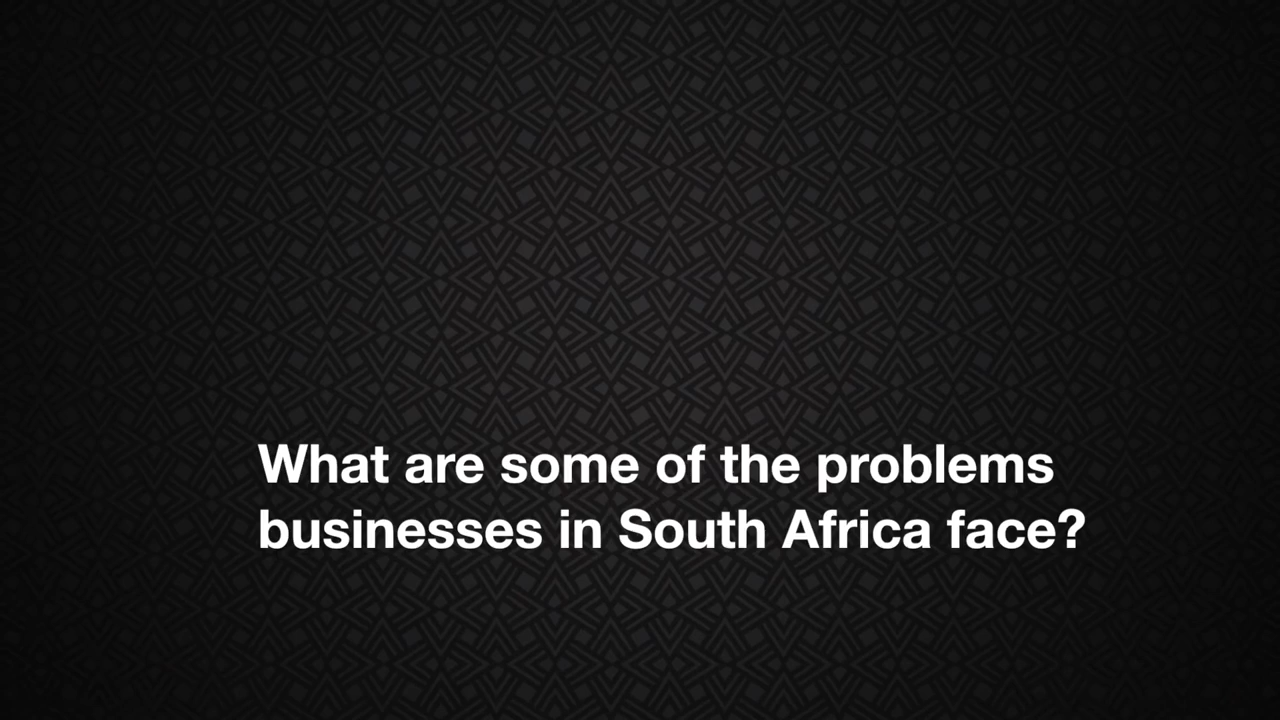 What are some of the problems
businesses in South Africa face?